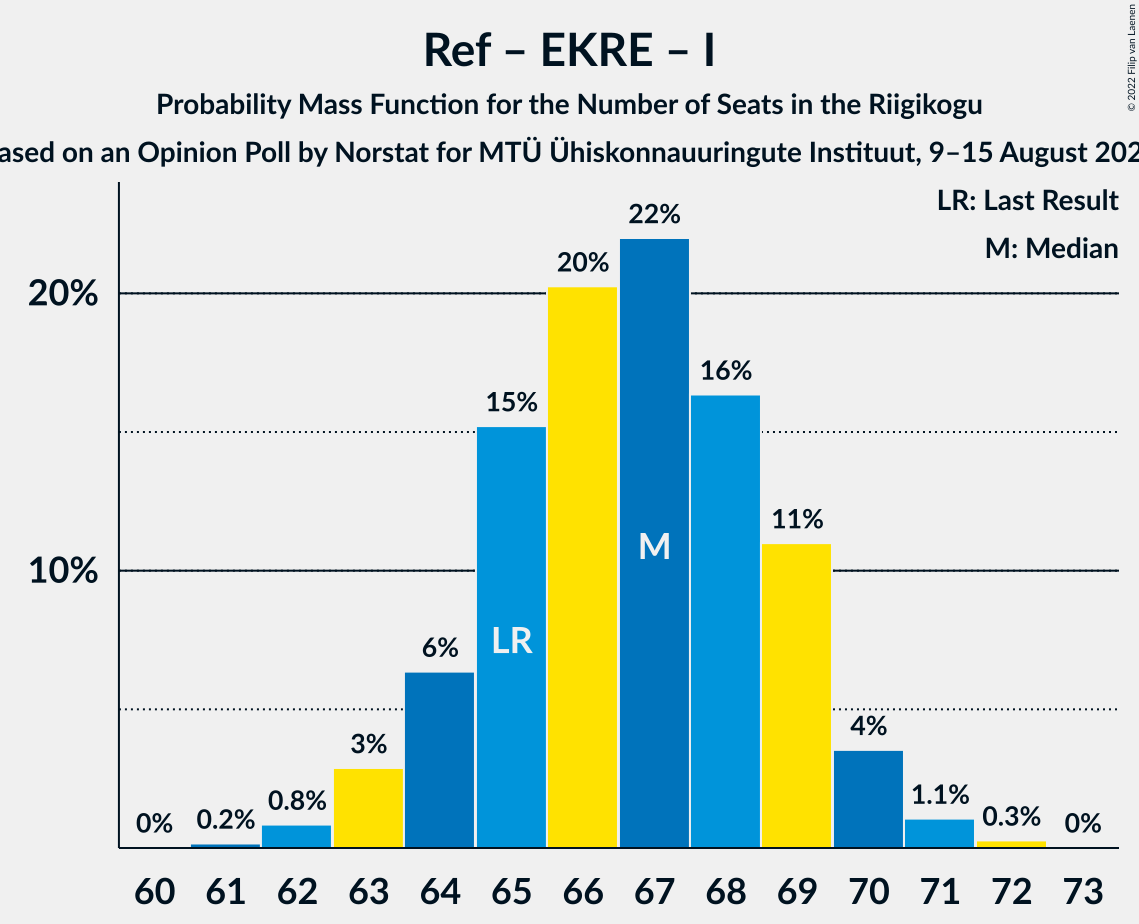 Ref – EKRE – I
Probability Mass Function for the Number of Seats in the Riigikogu
ased on an Opinion Poll by Norstat for MTÜ Ühiskonnauuringute Instituut, 9–15 August 202
© 2022 Filip van Laenen
LR: Last Result
M: Median
20%
10%
0%
0.2%
0.8%
3%
6%
15%
20%
22%
16%
11%
4%
1.1%
0.3%
0%
LR
M
60 61 62 63 64 65 66 67 68 69 70 71 72 73